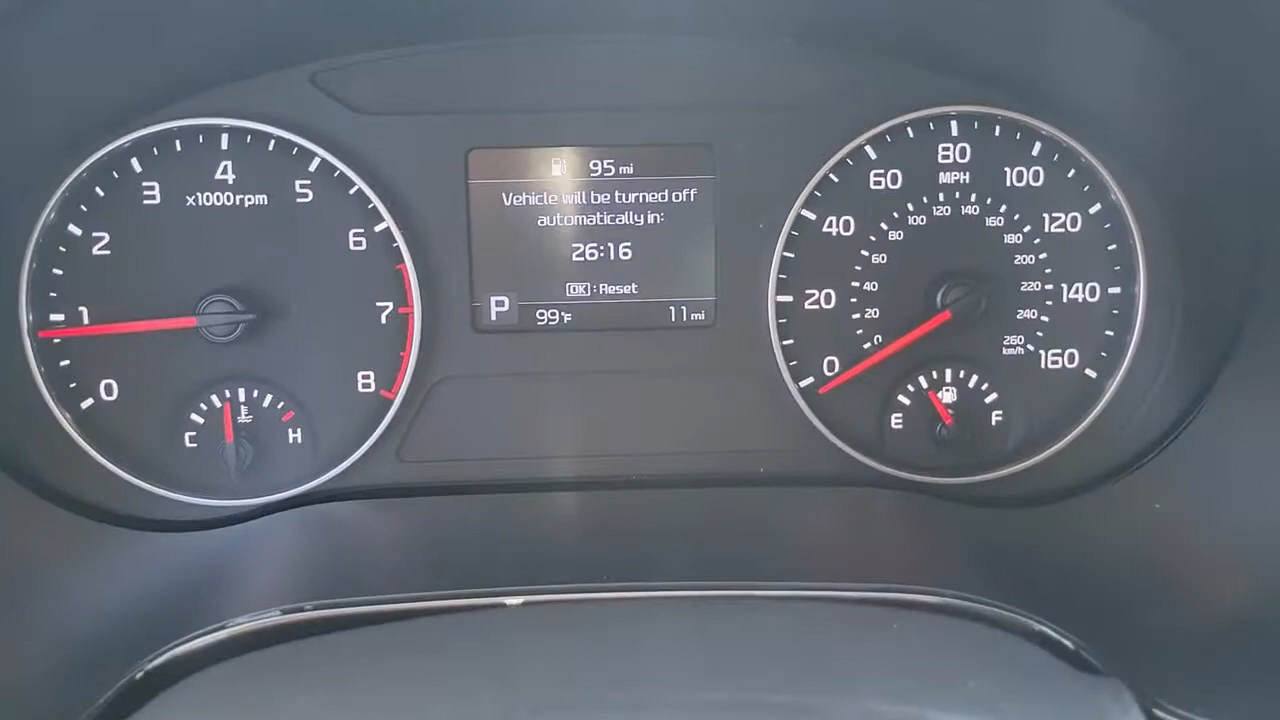 0
1
2
3
4
5
6
7
8
x1000rpm
C
H
95 mi
Vehicle will be turned off
automatically in:
26:16
OK : Reset
P
99°F
11 mi
0
20
40
60
80
100
120
140
160
MPH
0
20
40
60
80
100
120
140
160
180
200
220
240
260
km/h
E
F